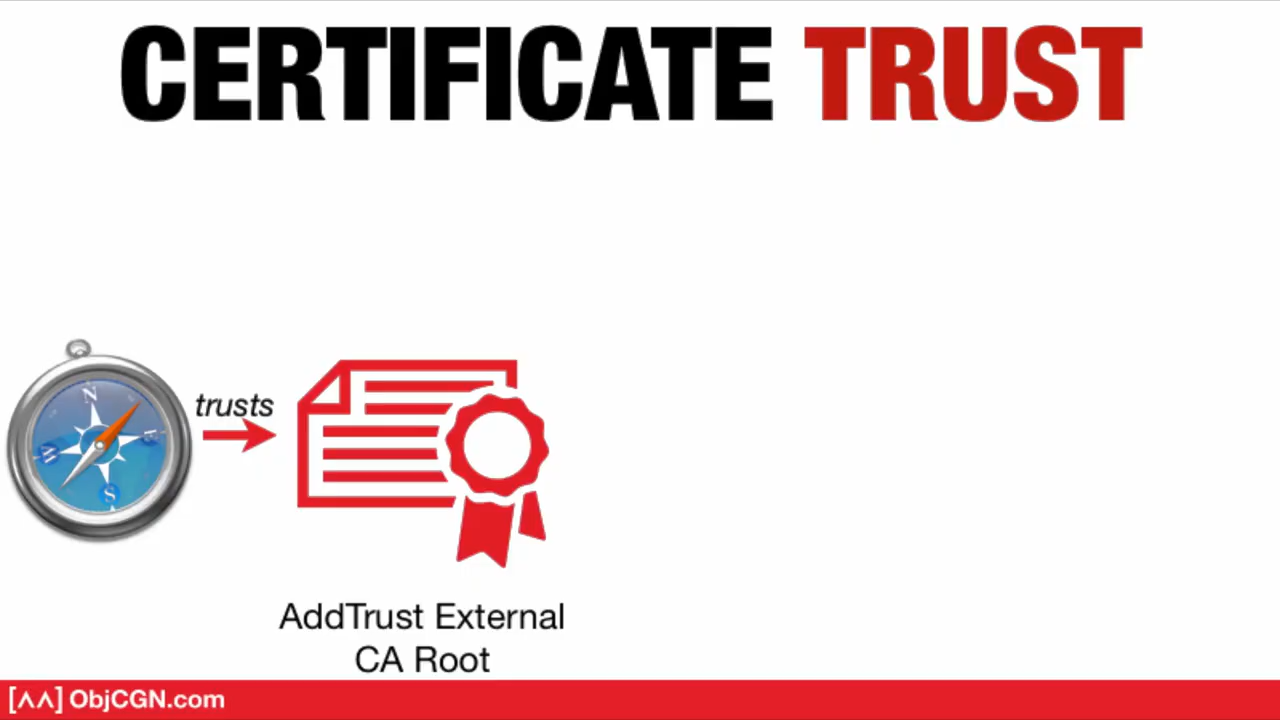 CERTIFICATE TRUST
trusts
N
E
W
S
AddTrust External
CA Root
[ʌʌ] ObjCGN.com